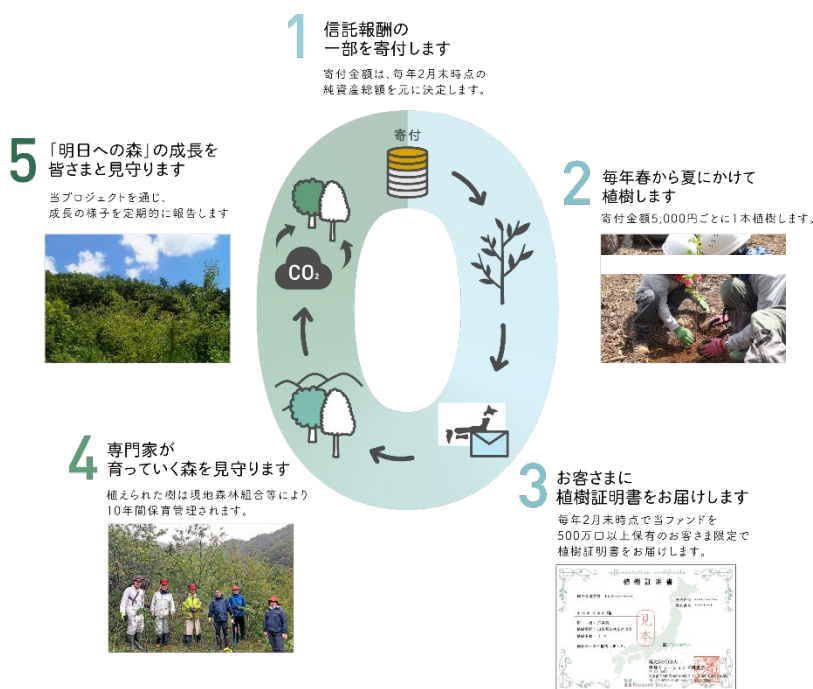 1
信託報酬の
一部を寄付します
寄付金額は、毎年2月末時点の
純資産総額を元に決定します。
寄付
2
毎年春から夏にかけて
植樹します
寄付金額5,000円ごとに1本植樹します。
3
お客さまに
植樹証明書をお届けします
毎年2月末時点で当ファンドを
500万口以上保有のお客さま限定で
植樹証明書をお届けします。
植樹証明書
見本
4
専門家が
育っていく森を見守ります
植えられた樹は現地森林組合等により
10年間保育管理されます。
5
「明日への森」の成長を
皆さまと見守ります
当プロジェクトを通じ、
成長の様子を定期的に報告します
CO₂